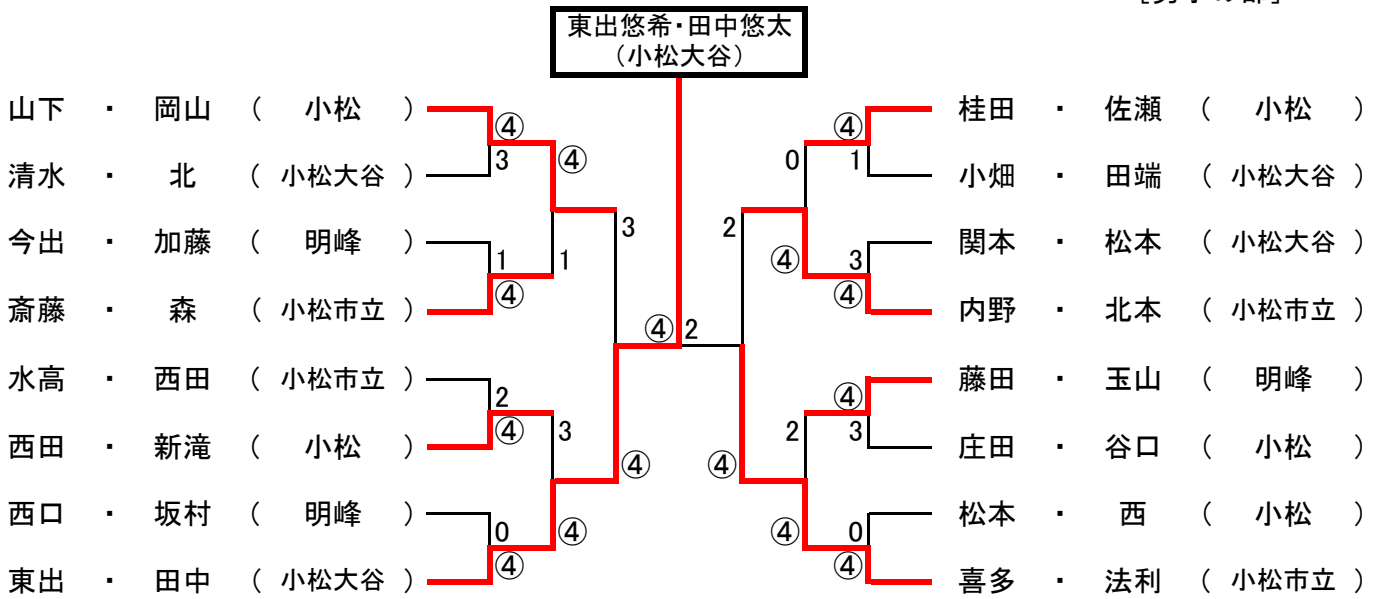 ［男子の部］
東出悠希・田中悠太
（小松大谷）
山下 ・ 岡山 （ 小松 ）
④
3
清水 ・ 北 （ 小松大谷 ）
④
今出 ・ 加藤 （ 明峰 ）
1
④
斎藤 ・ 森 （ 小松市立 ）
1
3
水高 ・ 西田 （ 小松市立 ）
2
④
西田 ・ 新滝 （ 小松 ）
3
④
西口 ・ 坂村 （ 明峰 ）
0
④
東出 ・ 田中 （ 小松大谷 ）
④
④ 2
桂田 ・ 佐瀬 （ 小松 ）
④
1
小畑 ・ 田端 （ 小松大谷 ）
0
2
関本 ・ 松本 （ 小松大谷 ）
3
④
④
内野 ・ 北本 （ 小松市立 ）
藤田 ・ 玉山 （ 明峰 ）
④
3
庄田 ・ 谷口 （ 小松 ）
2
④
松本 ・ 西 （ 小松 ）
0
④
④
喜多 ・ 法利 （ 小松市立 ）